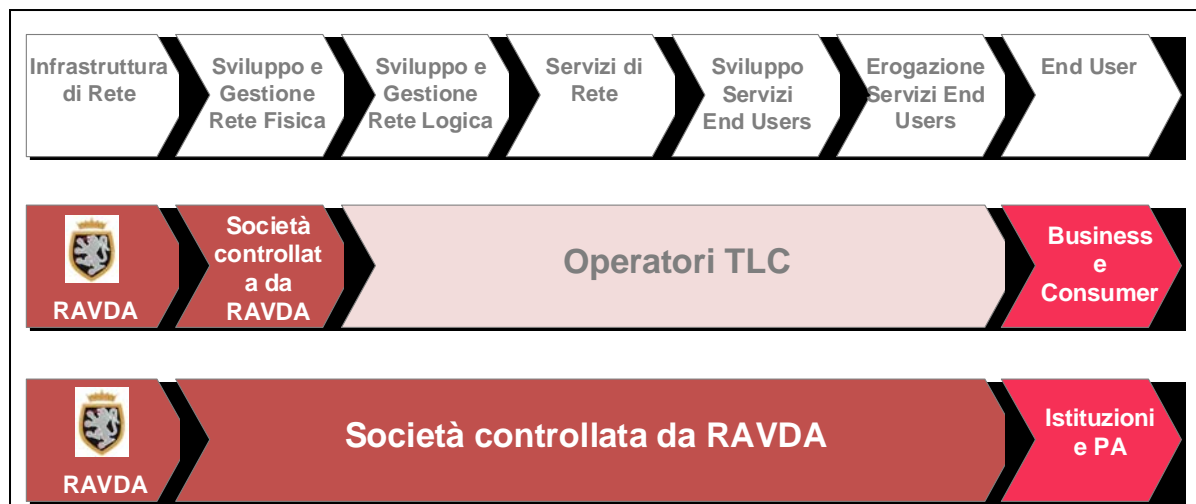 Infrastruttura
di Rete
Sviluppo e
Gestione
Rete Fisica
Sviluppo e
Gestione
Rete Logica
Servizi di
Rete
Sviluppo
Servizi
End Users
Erogazione
Servizi End
Users
End User
RAVDA
Società
controllat
a da
RAVDA
Operatori TLC
Business
e
Consumer
RAVDA
Società controllata da RAVDA
Istituzioni
e PA